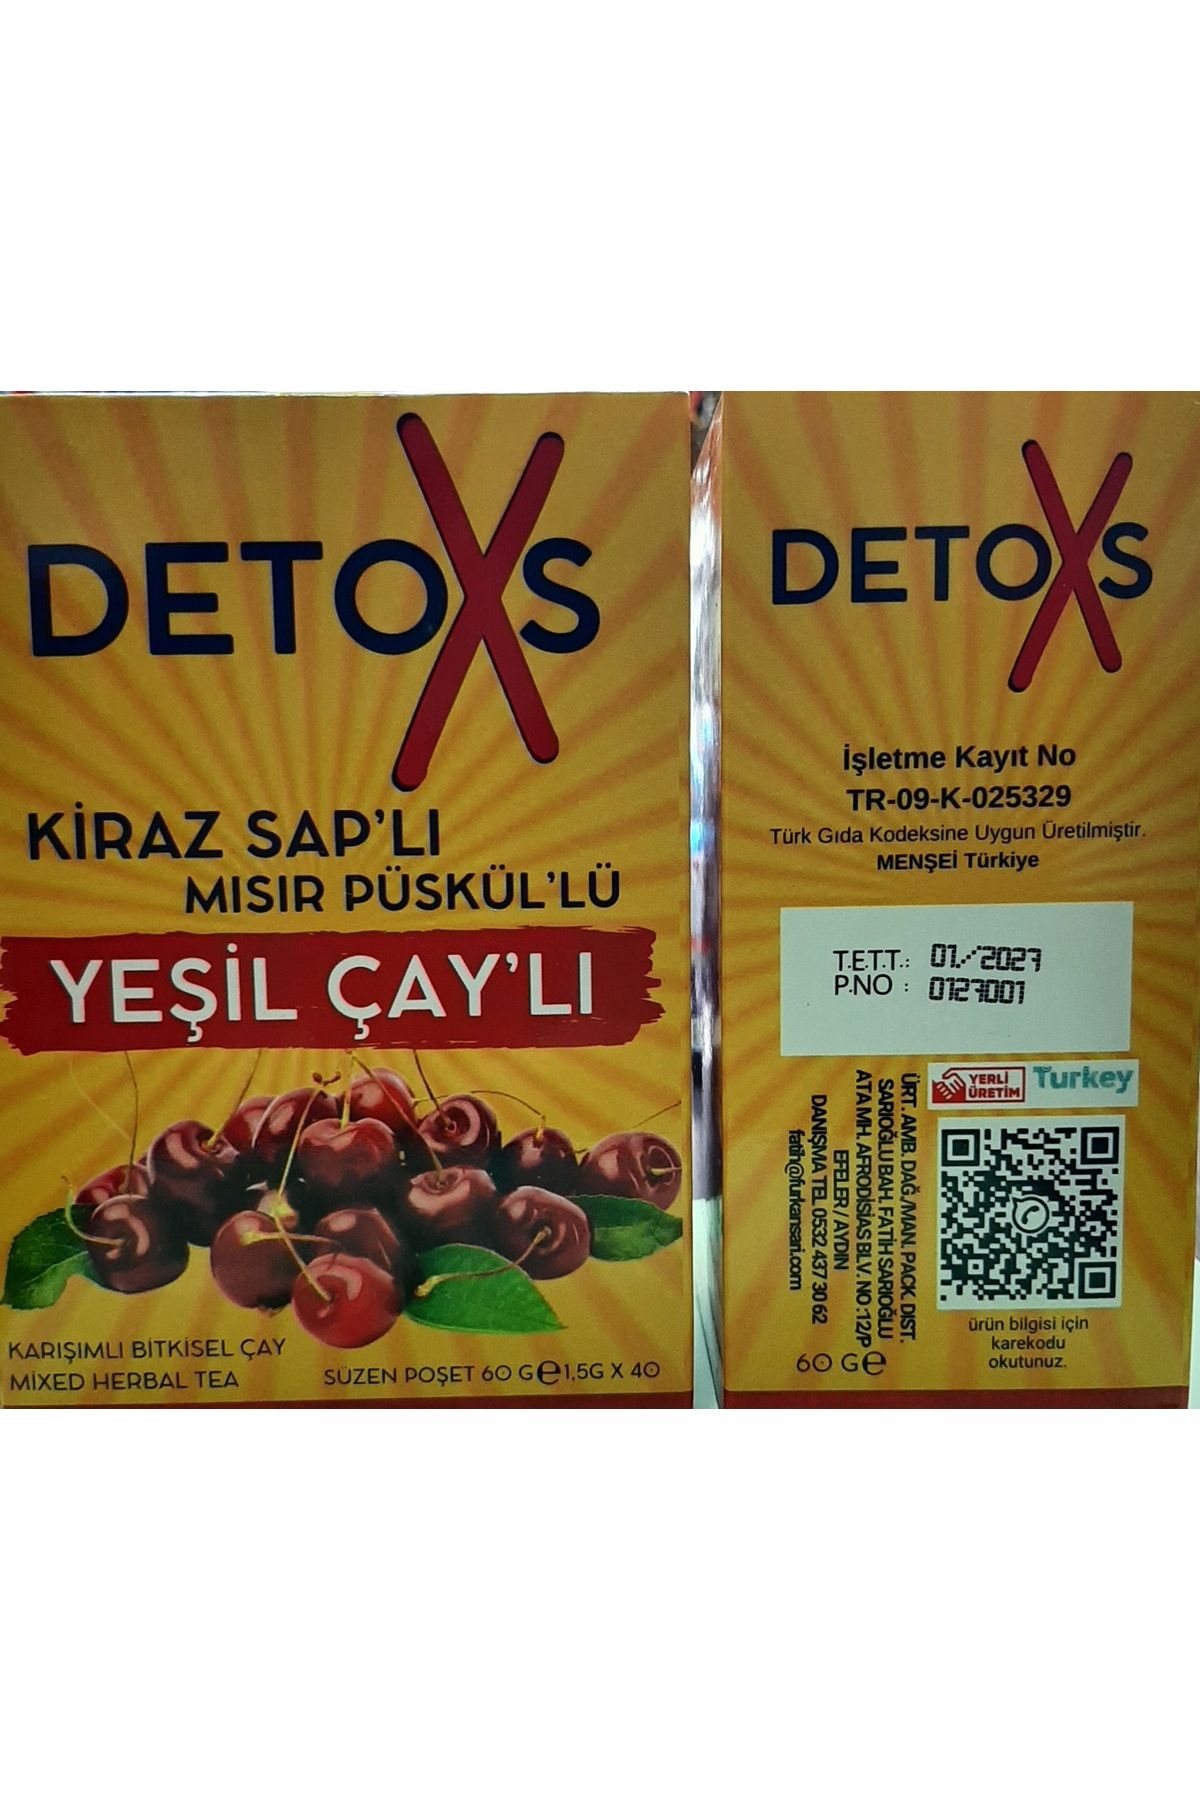 DETOXS
KİRAZ SAP'LI
MISIR PÜSKÜL'LÜ
YEŞİL ÇAY'LI
KARIŞIMLI BİTKİSEL ÇAY
MIXED HERBAL TEA
SÜZEN POŞET 60 G℮1,5G X 40
DETOXS
İşletme Kayıt No
TR-09-K-025329
Türk Gıda Kodeksine Uygun Üretilmiştir.
MENŞEİ Türkiye
T.E.T.T.: 01./2027
P.NO : 0127001
YERLİ
ÜRETİM
Turkey
ÜRT. AMB. DAĞ/MAN. PACK. DIST.
SARIOĞLU BAH. FATİH SARIOĞLU
ATA MH. AFRODİSİAS BLV. NO :12/P
EFELER/ AYDIN
DANIŞMA TEL 0532 437 30 62
fatih@furkansari.com
ürün bilgisi için
karekodu
okutunuz.
60 G℮